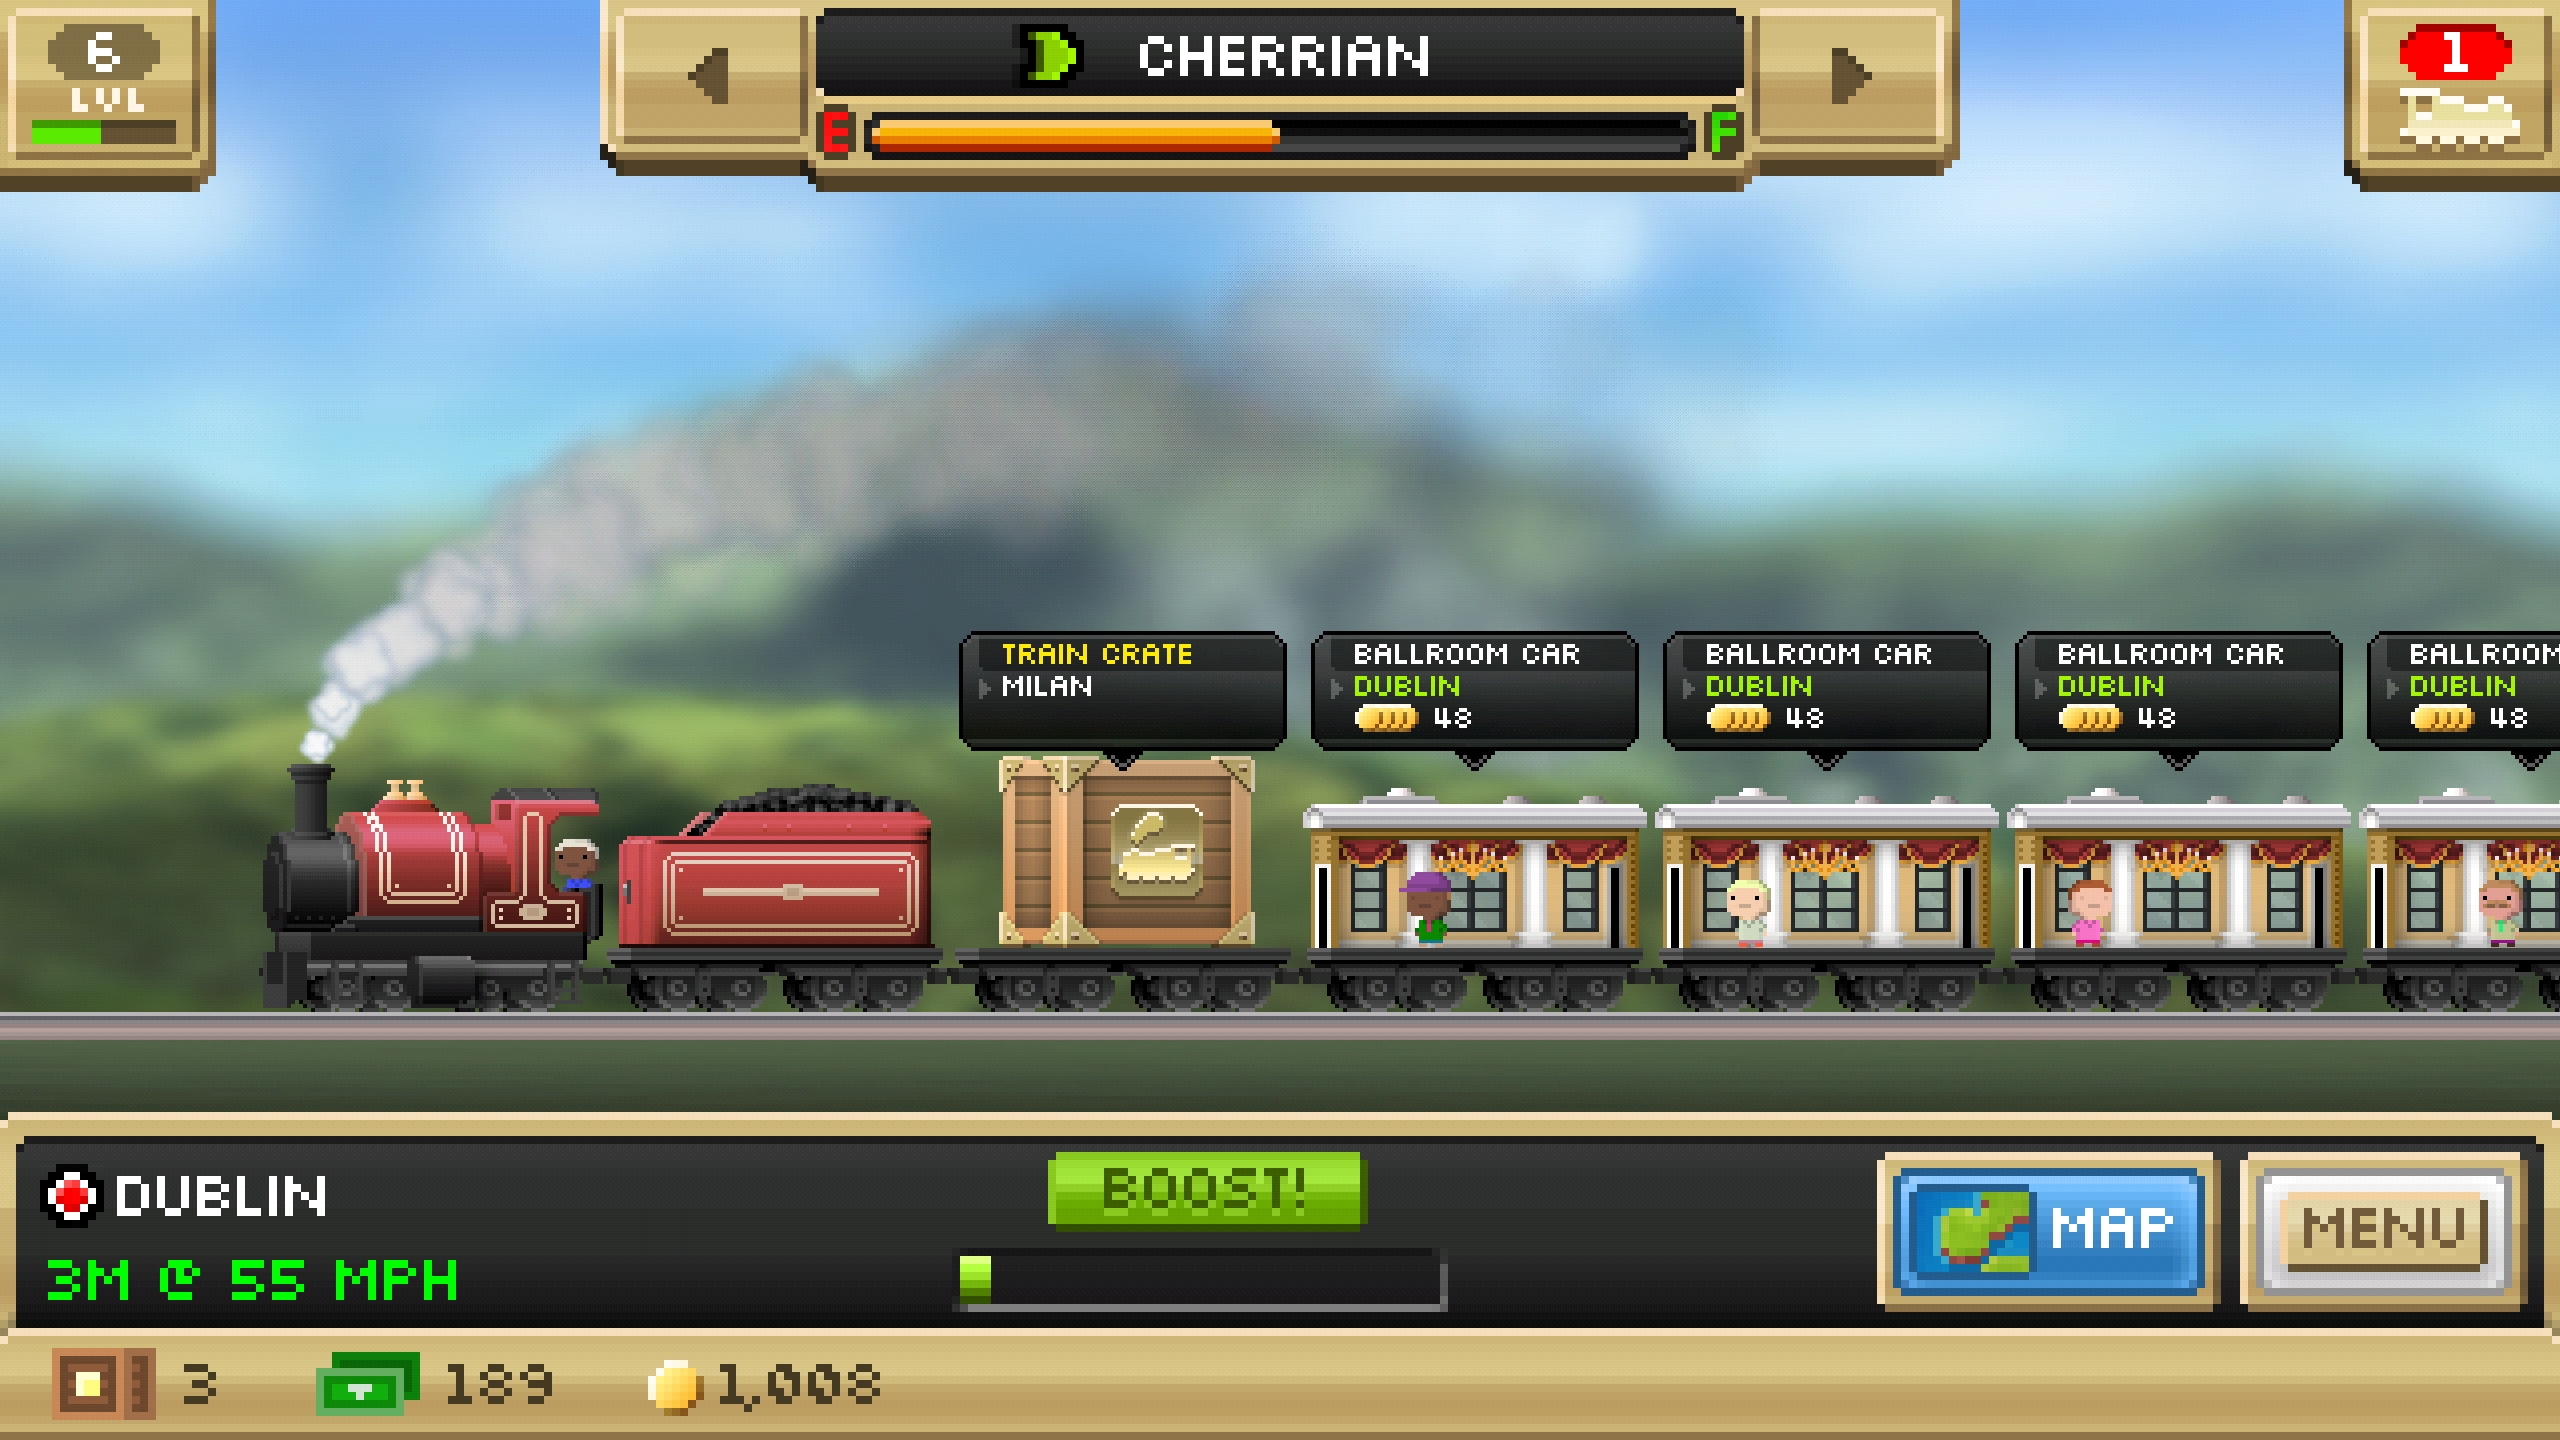 6
LVL
CHERRIAN
E
F
1
TRAIN CRATE
MILAN
BALLROOM CAR
DUBLIN
48
BALLROOM CAR
DUBLIN
48
BALLROOM CAR
DUBLIN
48
BALLROOM
DUBLIN
48
DUBLIN
3M @ 55 MPH
BOOST!
MAP
MENU
3
189
1,008